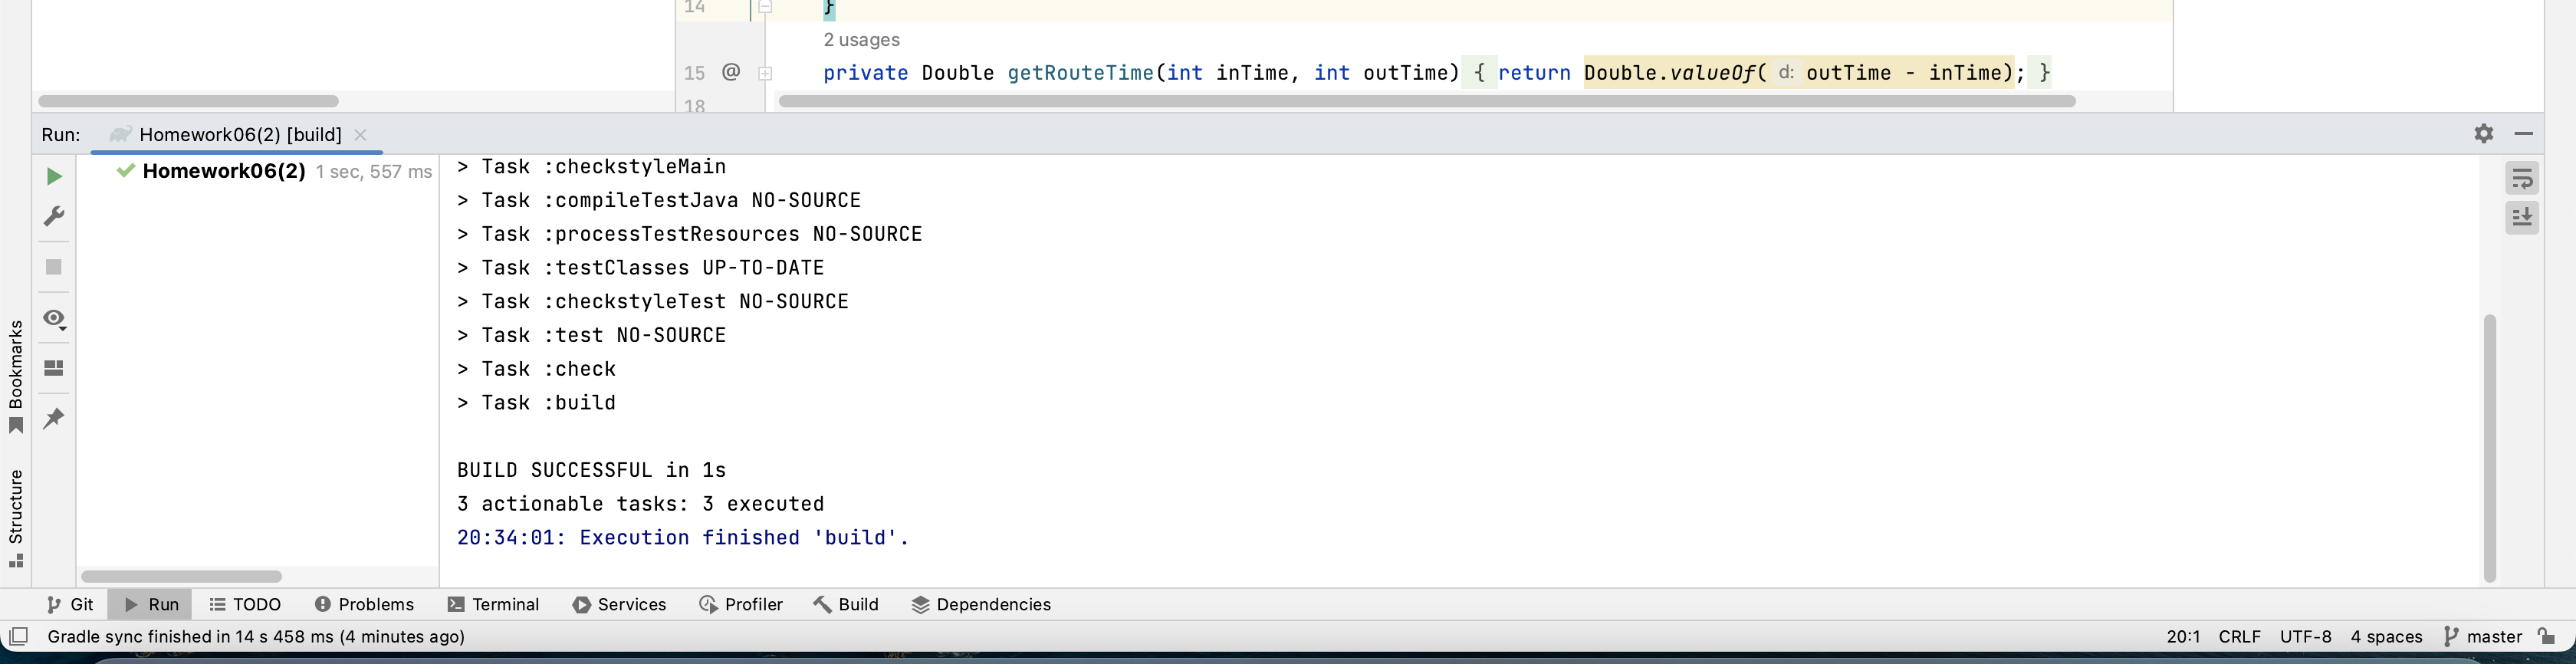 14 }
2 usages
15 @ private Double getRouteTime(int inTime, int outTime) { return Double.valueOf( d: outTime - inTime); }
18
Run: Homework06(2) [build]
Homework06(2) 1 sec, 557 ms
> Task :checkstyleMain
> Task :compileTestJava NO-SOURCE
> Task :processTestResources NO-SOURCE
> Task :testClasses UP-TO-DATE
> Task :checkstyleTest NO-SOURCE
> Task :test NO-SOURCE
> Task :check
> Task :build
BUILD SUCCESSFUL in 1s
3 actionable tasks: 3 executed
20:34:01: Execution finished 'build'.
Bookmarks
Structure
Git Run TODO Problems Terminal Services Profiler Build Dependencies
Gradle sync finished in 14 s 458 ms (4 minutes ago) 20:1 CRLF UTF-8 4 spaces master